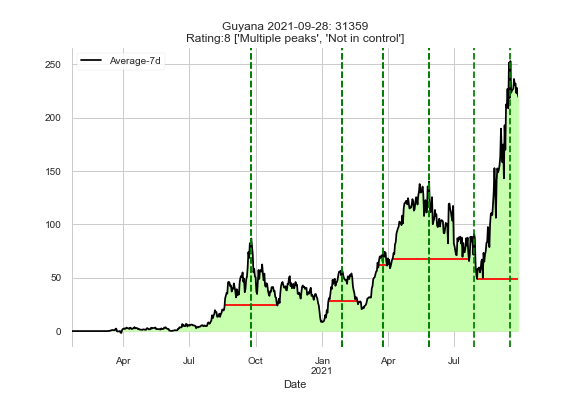 Guyana 2021-09-28: 31359
Rating:8 ['Multiple peaks', 'Not in control']
Average-7d
250
200
150
100
50
0
Apr
Jul
Oct
Jan
2021
Apr
Jul
Date